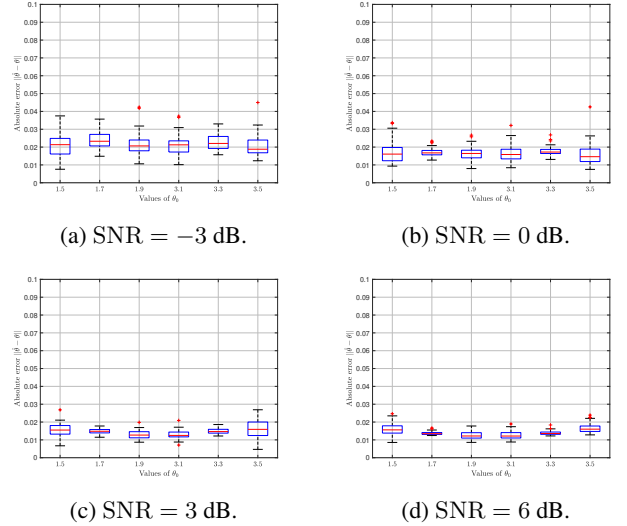 0.1
0.09
0.08
0.07
0.06
0.05
0.04
0.03
0.02
0.01
0
Absolute error ||θ̂ − θ||
1.5 1.7 1.9 3.1 3.3 3.5
Values of θ₀
(a) SNR = −3 dB.
0.1
0.09
0.08
0.07
0.06
0.05
0.04
0.03
0.02
0.01
0
Absolute error ||θ̂ − θ||
1.5 1.7 1.9 3.1 3.3 3.5
Values of θ₀
(b) SNR = 0 dB.
0.1
0.09
0.08
0.07
0.06
0.05
0.04
0.03
0.02
0.01
0
Absolute error ||θ̂ − θ||
1.5 1.7 1.9 3.1 3.3 3.5
Values of θ₀
(c) SNR = 3 dB.
0.1
0.09
0.08
0.07
0.06
0.05
0.04
0.03
0.02
0.01
0
Absolute error ||θ̂ − θ||
1.5 1.7 1.9 3.1 3.3 3.5
Values of θ₀
(d) SNR = 6 dB.